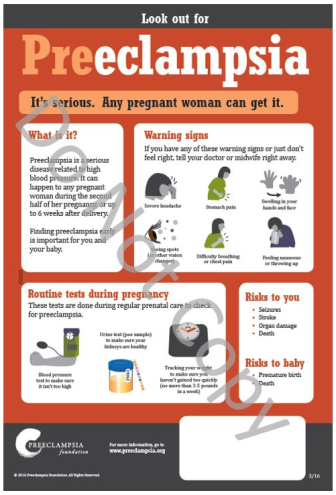 Look out for
Preeclampsia
It's serious. Any pregnant woman can get it.
What is it?
Preeclampsia is a serious
disease related to high
blood pressure. It can
happen to any pregnant
woman during the second
half of her pregnancy or up
to 6 weeks after delivery.
Finding preeclampsia early
is important for you and
your baby.
Warning signs
If you have any of these warning signs or just don't
feel right, tell your doctor or midwife right away.
Severe headache
Stomach pain
Swelling in your
hands and face
Seeing spots
(or other vision
changes)
Difficulty breathing
or chest pain
Feeling nauseous
or throwing up
Routine tests during pregnancy
These tests are done during regular prenatal care to check
for preeclampsia.
Blood pressure
test to make sure
it isn't too high
Urine test (pee sample)
to make sure your
kidneys are healthy
Tracking your weight
to make sure you
haven't gained too quickly
(no more than 3-5 pounds
in a week)
Risks to you
• Seizures
• Stroke
• Organ damage
• Death
Risks to baby
• Premature birth
• Death
Do Not Copy
PREECLAMPSIA
foundation
For more information, go to
www.preeclampsia.org
© 2016 Preeclampsia Foundation. All Rights Reserved.
3/16